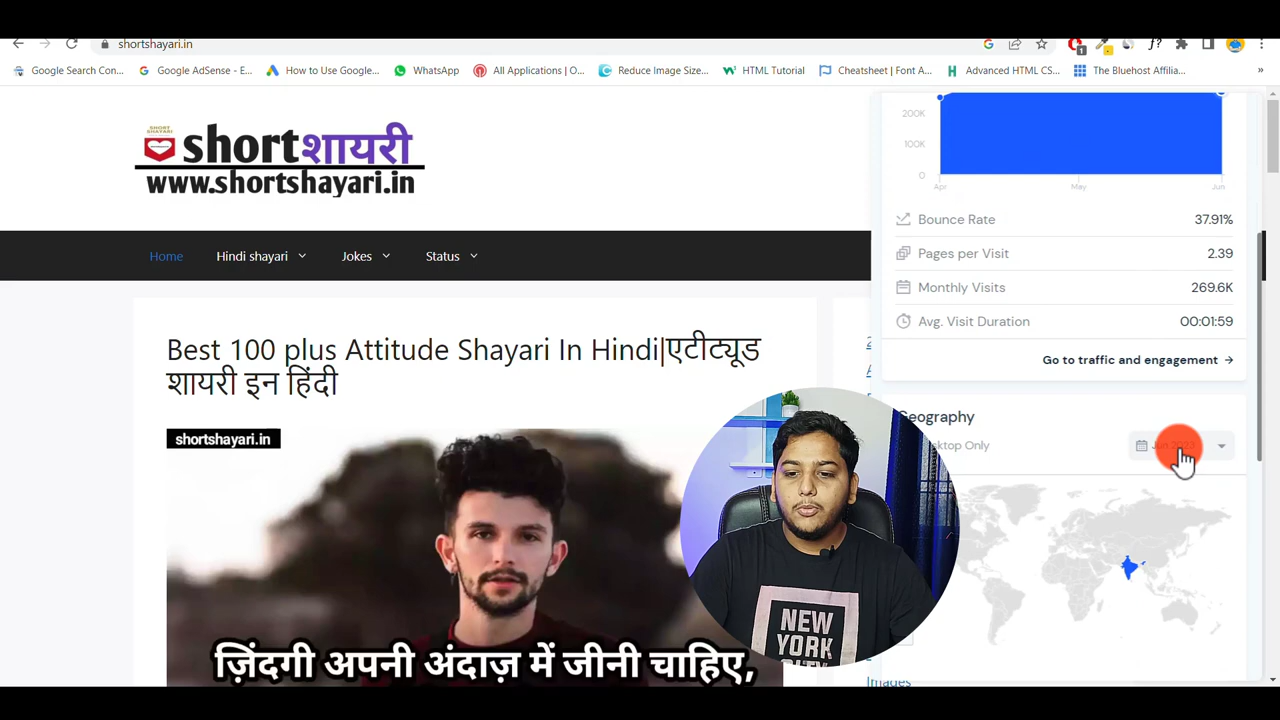 shortshayari.in
Google Search Con...
Google AdSense - E...
How to Use Google...
WhatsApp
All Applications | O...
Reduce Image Size...
HTML Tutorial
Cheatsheet | Font A...
Advanced HTML CS...
The Bluehost Affilia...
»
SHORT
SHAYARI
shortशायरी
www.shortshayari.in
Home
Hindi shayari
Jokes
Status
Best 100 plus Attitude Shayari In Hindi|एटीट्यूड
शायरी इन हिंदी
shortshayari.in
ज़िंदगी अपनी अंदाज़ में जीनी चाहिए,
200K
100K
0
Apr May Jun
Bounce Rate 37.91%
Pages per Visit 2.39
Monthly Visits 269.6K
Avg. Visit Duration 00:01:59
Go to traffic and engagement →
Geography
Only
Jun 2023
NEW
YORK
Images